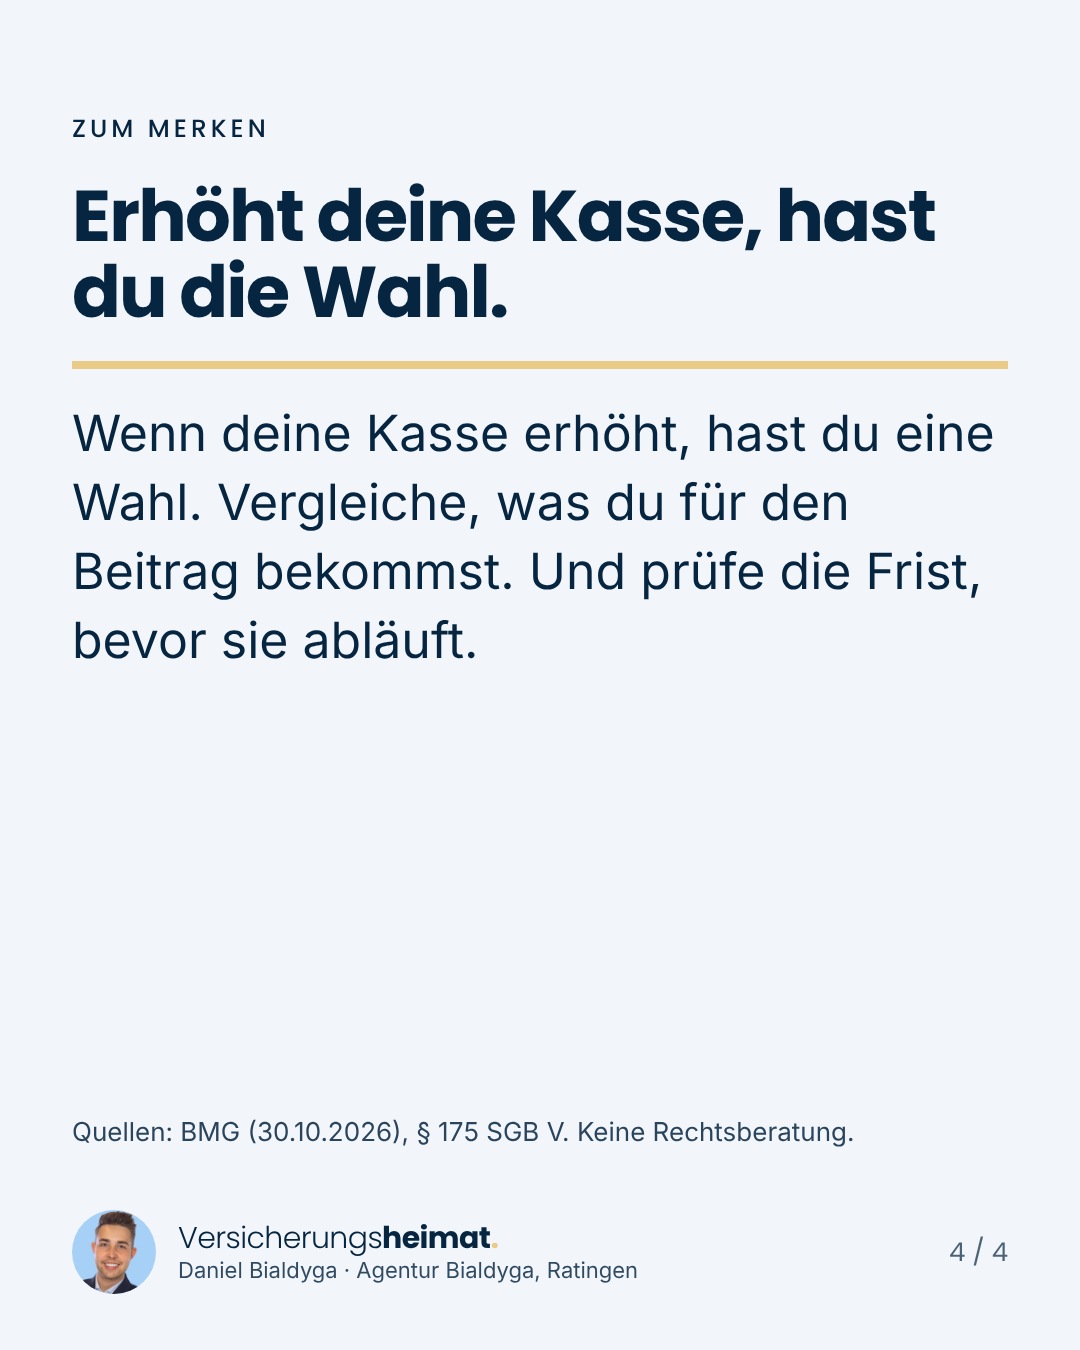 ZUM MERKEN
Erhöht deine Kasse, hast
du die Wahl.
Wenn deine Kasse erhöht, hast du eine
Wahl. Vergleiche, was du für den
Beitrag bekommst. Und prüfe die Frist,
bevor sie abläuft.
Quellen: BMG (30.10.2026), § 175 SGB V. Keine Rechtsberatung.
Versicherungsheimat.
Daniel Bialdyga · Agentur Bialdyga, Ratingen
4 / 4